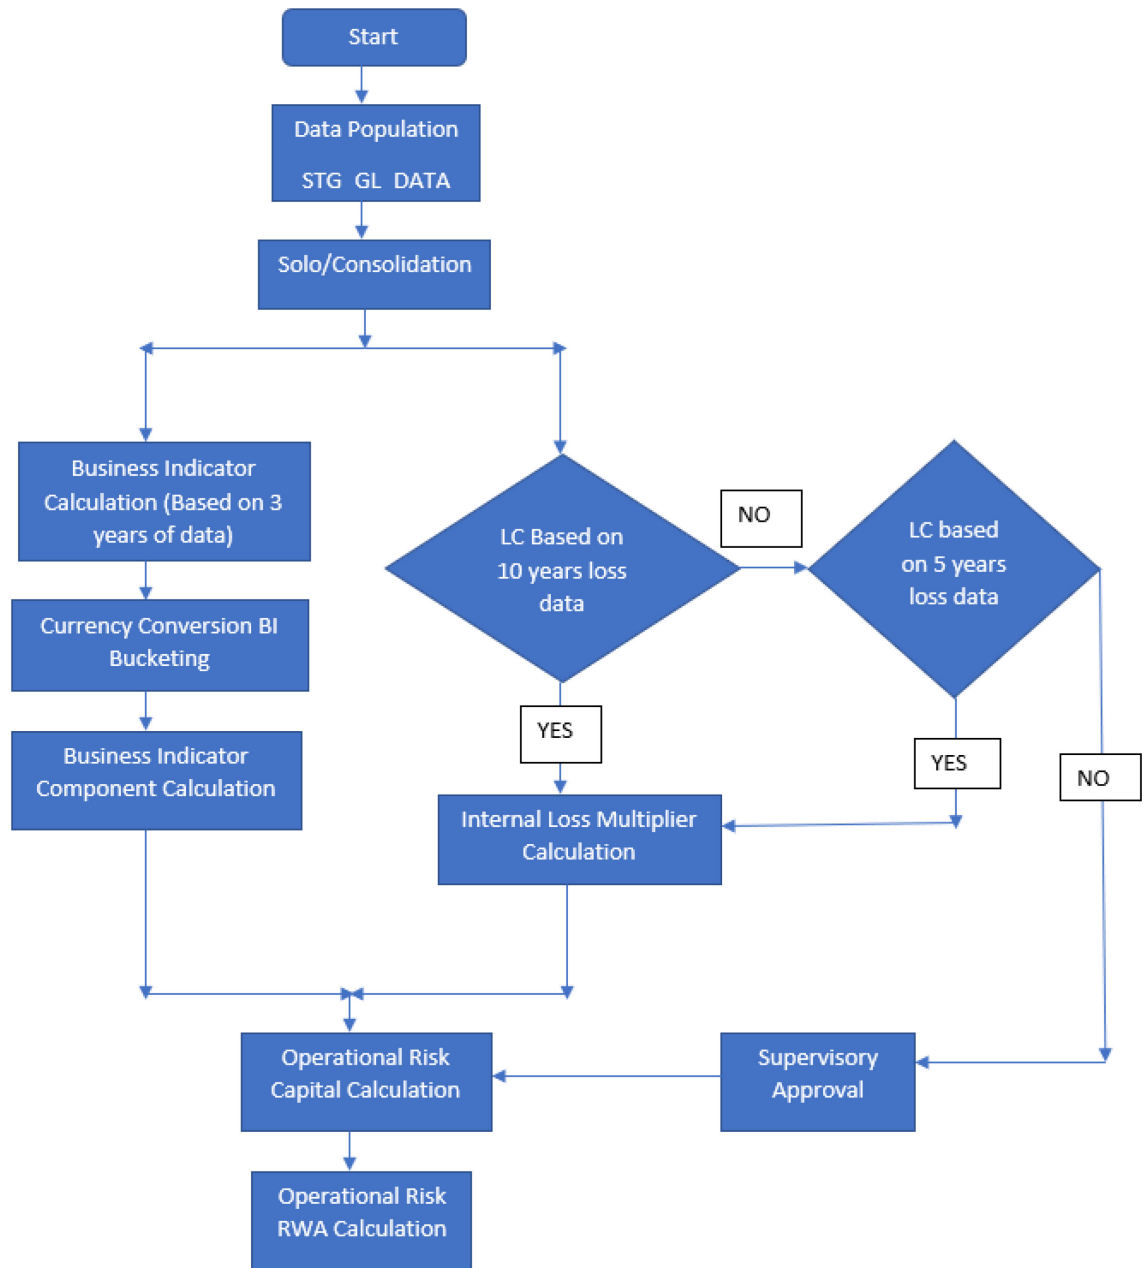 Start
Data Population
STG GL DATA
Solo/Consolidation
Business Indicator
Calculation (Based on 3
years of data)
Currency Conversion BI
Bucketing
Business Indicator
Component Calculation
LC Based on
10 years loss
data
NO
LC based
on 5 years
loss data
YES
YES
NO
Internal Loss Multiplier
Calculation
Operational Risk
Capital Calculation
Supervisory
Approval
Operational Risk
RWA Calculation